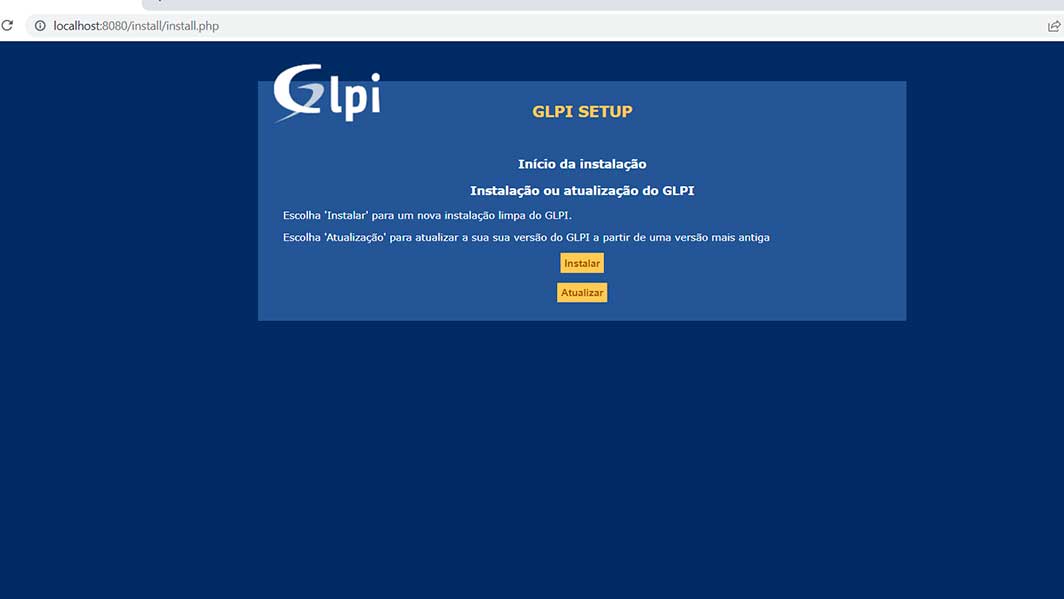 localhost:8080/install/install.php
Glpi
GLPI SETUP
Início da instalação
Instalação ou atualização do GLPI
Escolha 'Instalar' para um nova instalação limpa do GLPI.
Escolha 'Atualização' para atualizar a sua sua versão do GLPI a partir de uma versão mais antiga
Instalar
Atualizar